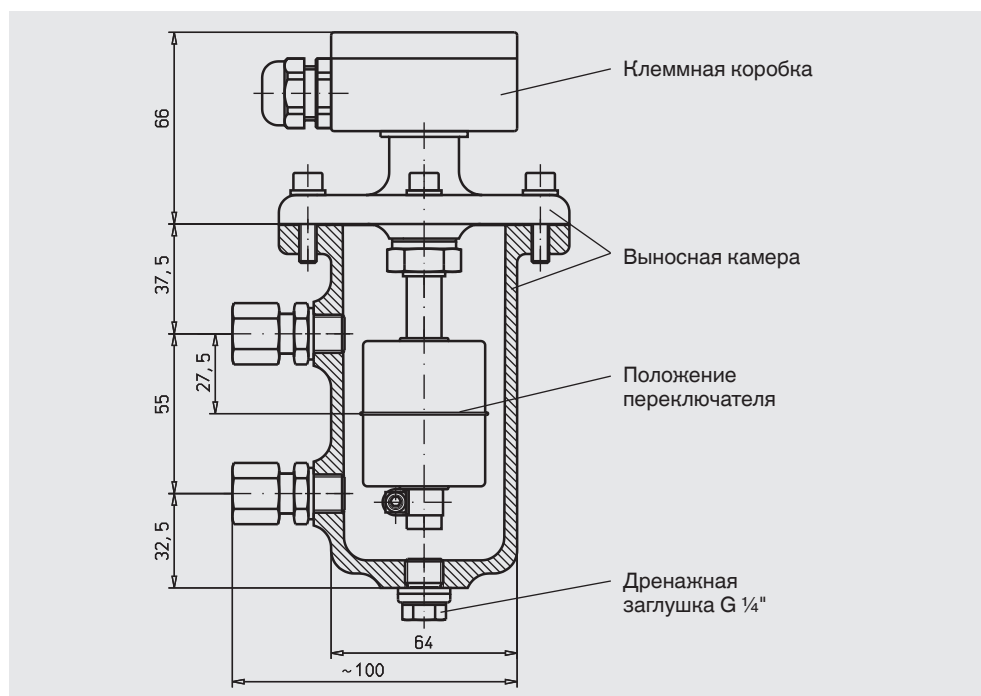 Клеммная коробка
66
Выносная камера
37, 5
27, 5
55
Положение
переключателя
32, 5
Дренажная
заглушка G ¼"
64
~100